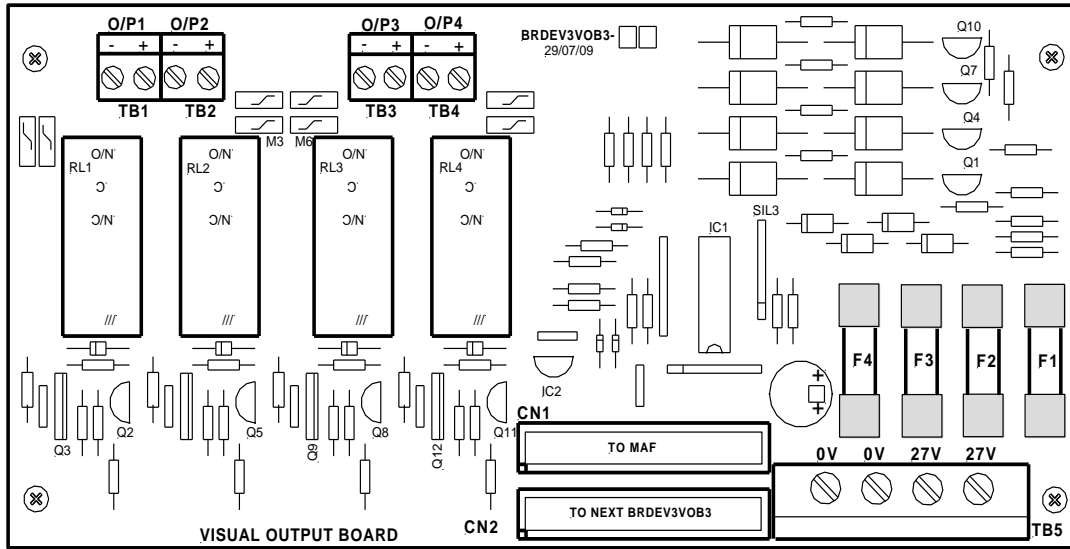 O/P1 O/P2 O/P3 O/P4
- + - + - + - +
TB1 TB2 TB3 TB4
BRDEV3VOB3-
29/07/09
Q10
Q7
Q4
Q1
M3 M6
RL1 RL2 RL3 RL4
N/O N/O N/O N/O
C C C C
N/C N/C N/C N/C
SIL3
IC1
IC2
F4 F3 F2 F1
+
+
Q3 Q2 Q5 Q9 Q8 Q12 Q11
CN1
TO MAF
0V 0V 27V 27V
CN2
TO NEXT BRDEV3VOB3
TB5
VISUAL OUTPUT BOARD